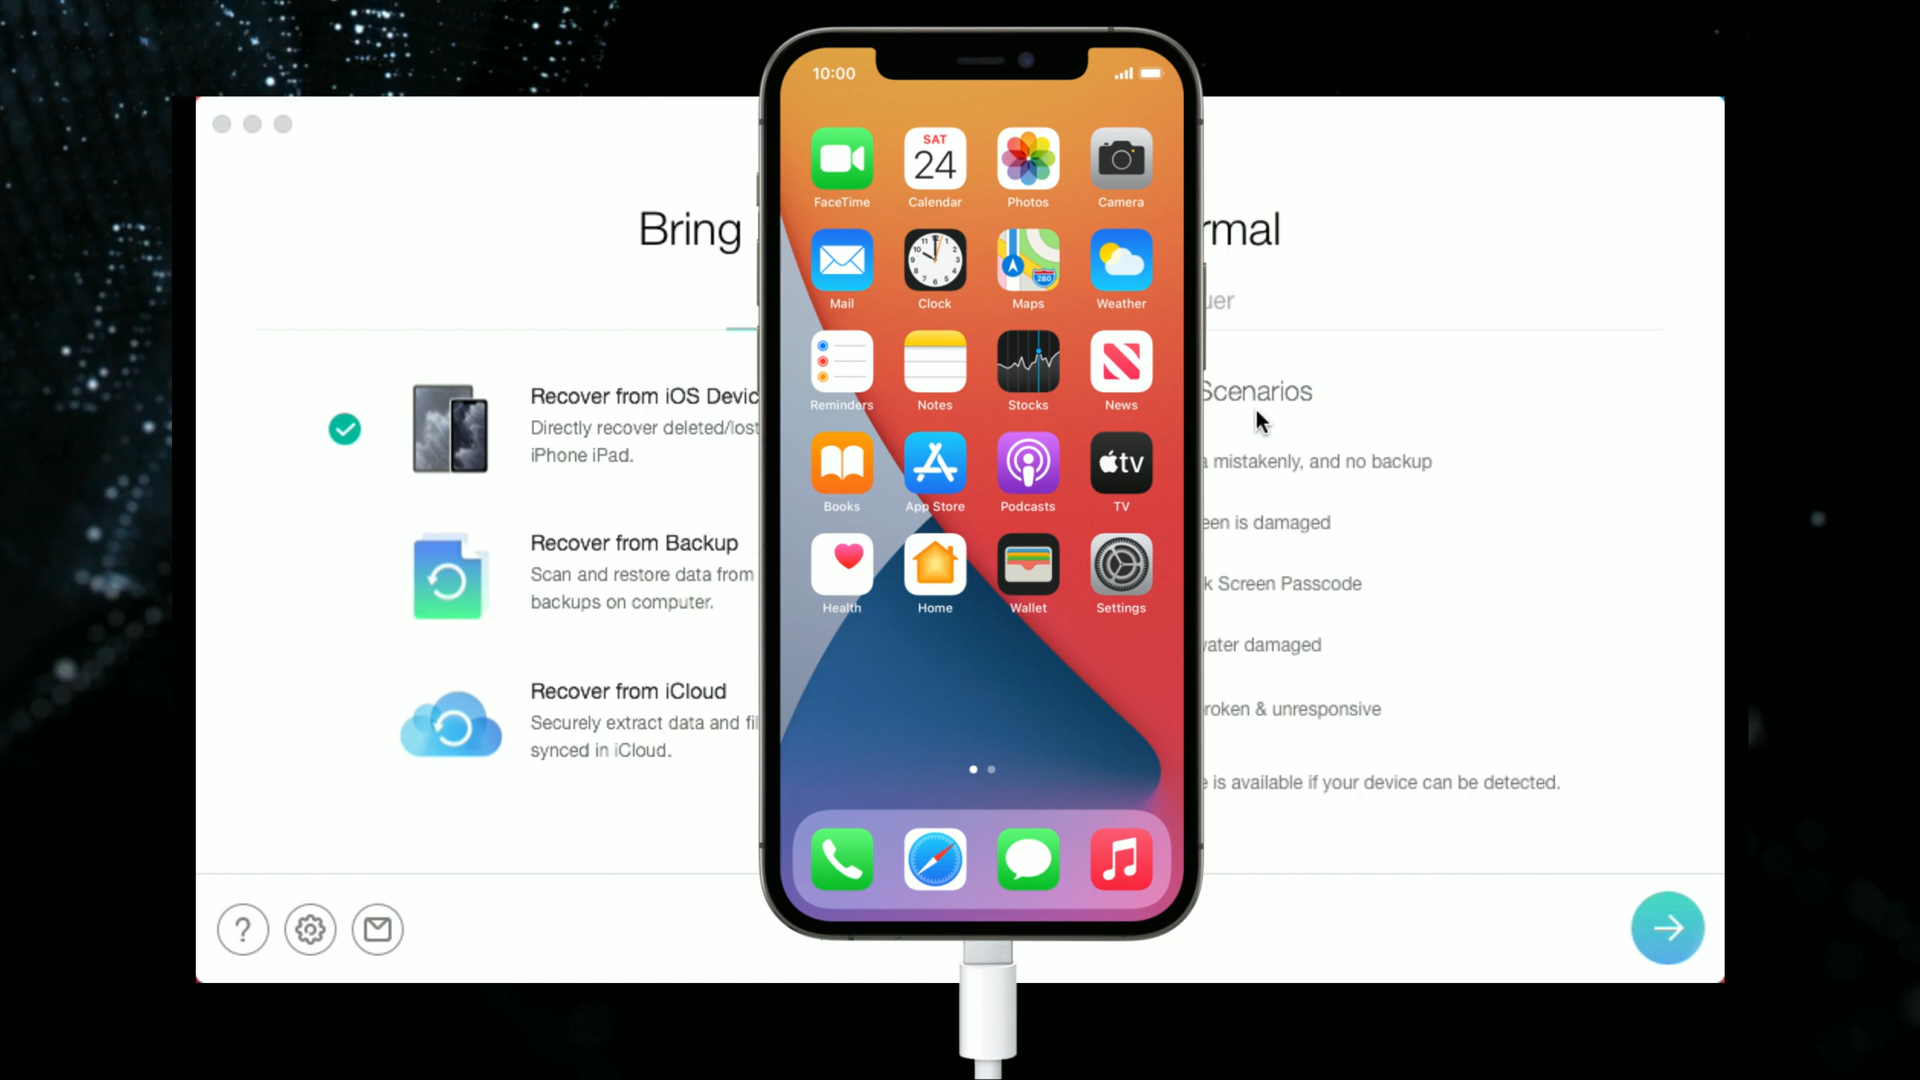 10:00
Bring
rmal
uer
SAT
24
FaceTime
Calendar
Photos
Camera
280
Mail
Clock
Maps
Weather
Reminders
Notes
Stocks
News
tv
Books
App Store
Podcasts
TV
Health
Home
Wallet
Settings
Recover from iOS Devic
Directly recover deleted/lost
iPhone iPad.
Recover from Backup
Scan and restore data from
backups on computer.
Recover from iCloud
Securely extract data and fil
synced in iCloud.
Scenarios
a mistakenly, and no backup
een is damaged
k Screen Passcode
vater damaged
roken & unresponsive
e is available if your device can be detected.
?